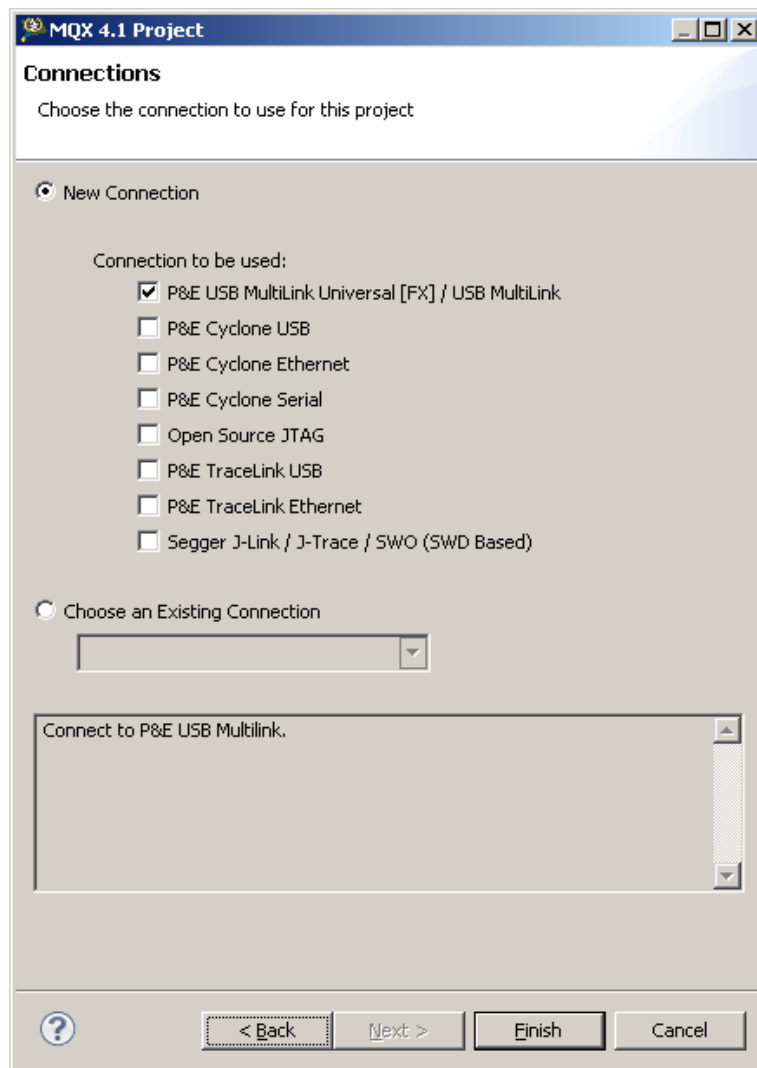 MQX 4.1 Project
Connections
Choose the connection to use for this project
New Connection
Connection to be used:
P&E USB MultiLink Universal [FX] / USB MultiLink
P&E Cyclone USB
P&E Cyclone Ethernet
P&E Cyclone Serial
Open Source JTAG
P&E TraceLink USB
P&E TraceLink Ethernet
Segger J-Link / J-Trace / SWO (SWD Based)
Choose an Existing Connection
Connect to P&E USB Multilink.
? < Back Next > Finish Cancel